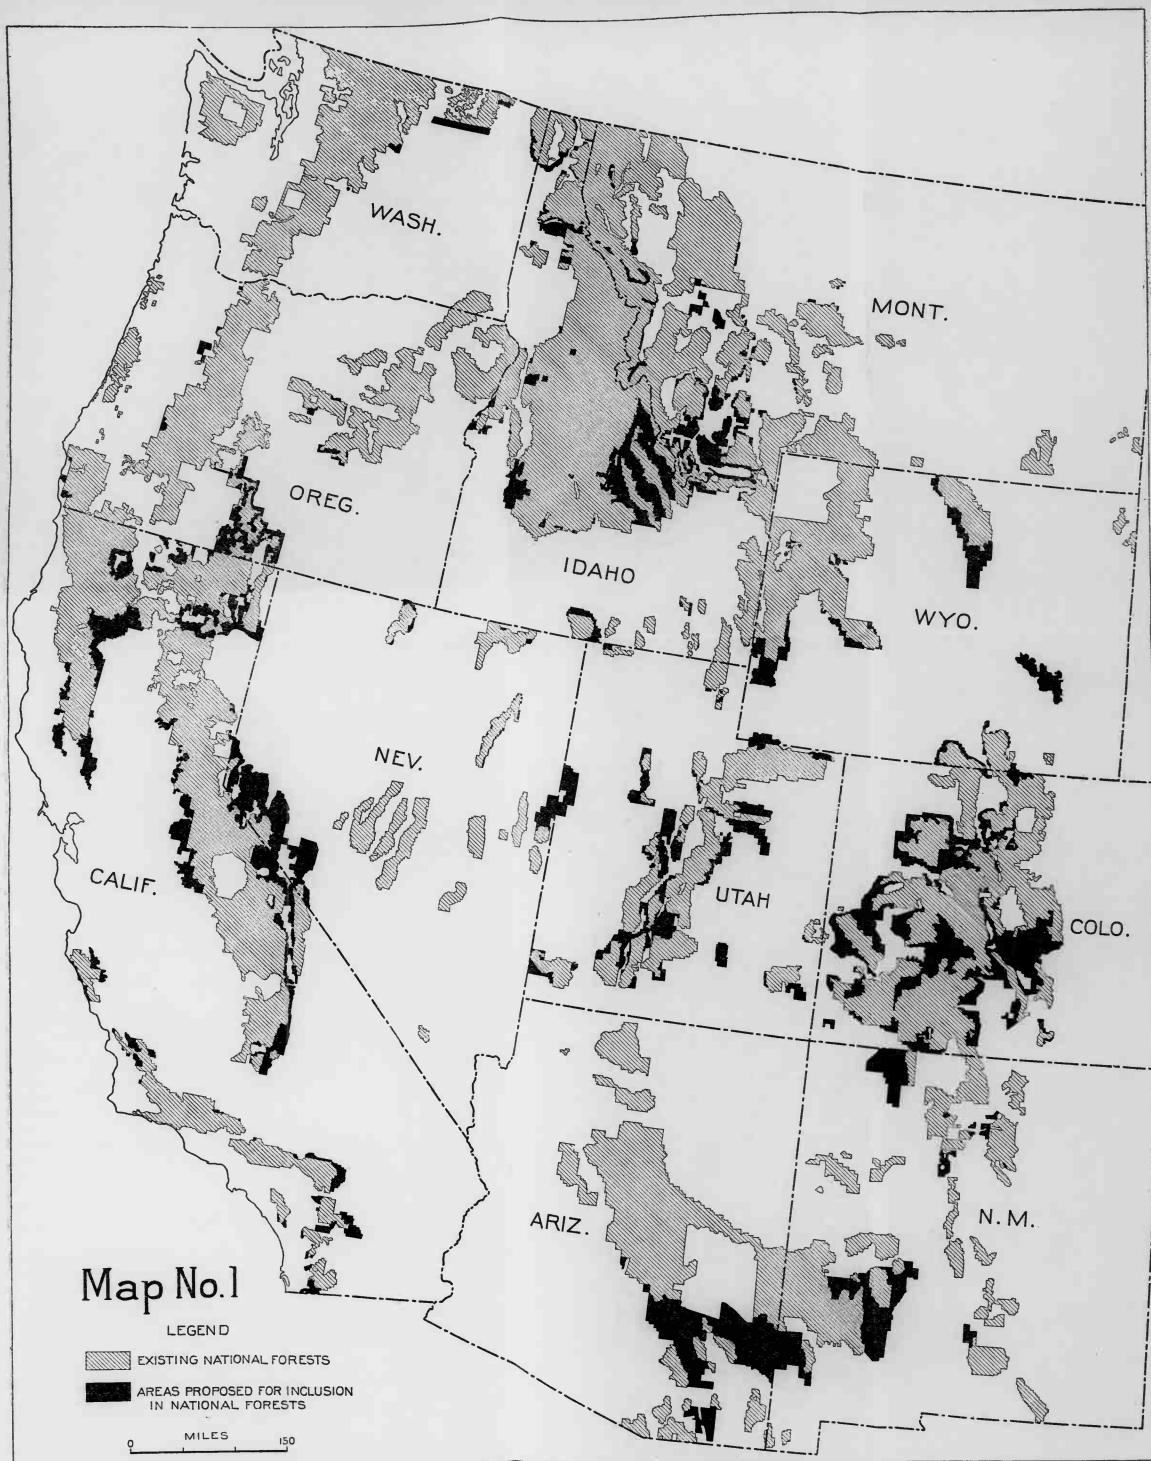 WASH.
MONT.
OREG.
IDAHO
WYO.
NEV.
CALIF.
UTAH
COLO.
ARIZ.
N. M.
Map No.1
LEGEND
EXISTING NATIONAL FORESTS
AREAS PROPOSED FOR INCLUSION
IN NATIONAL FORESTS
MILES
0 150